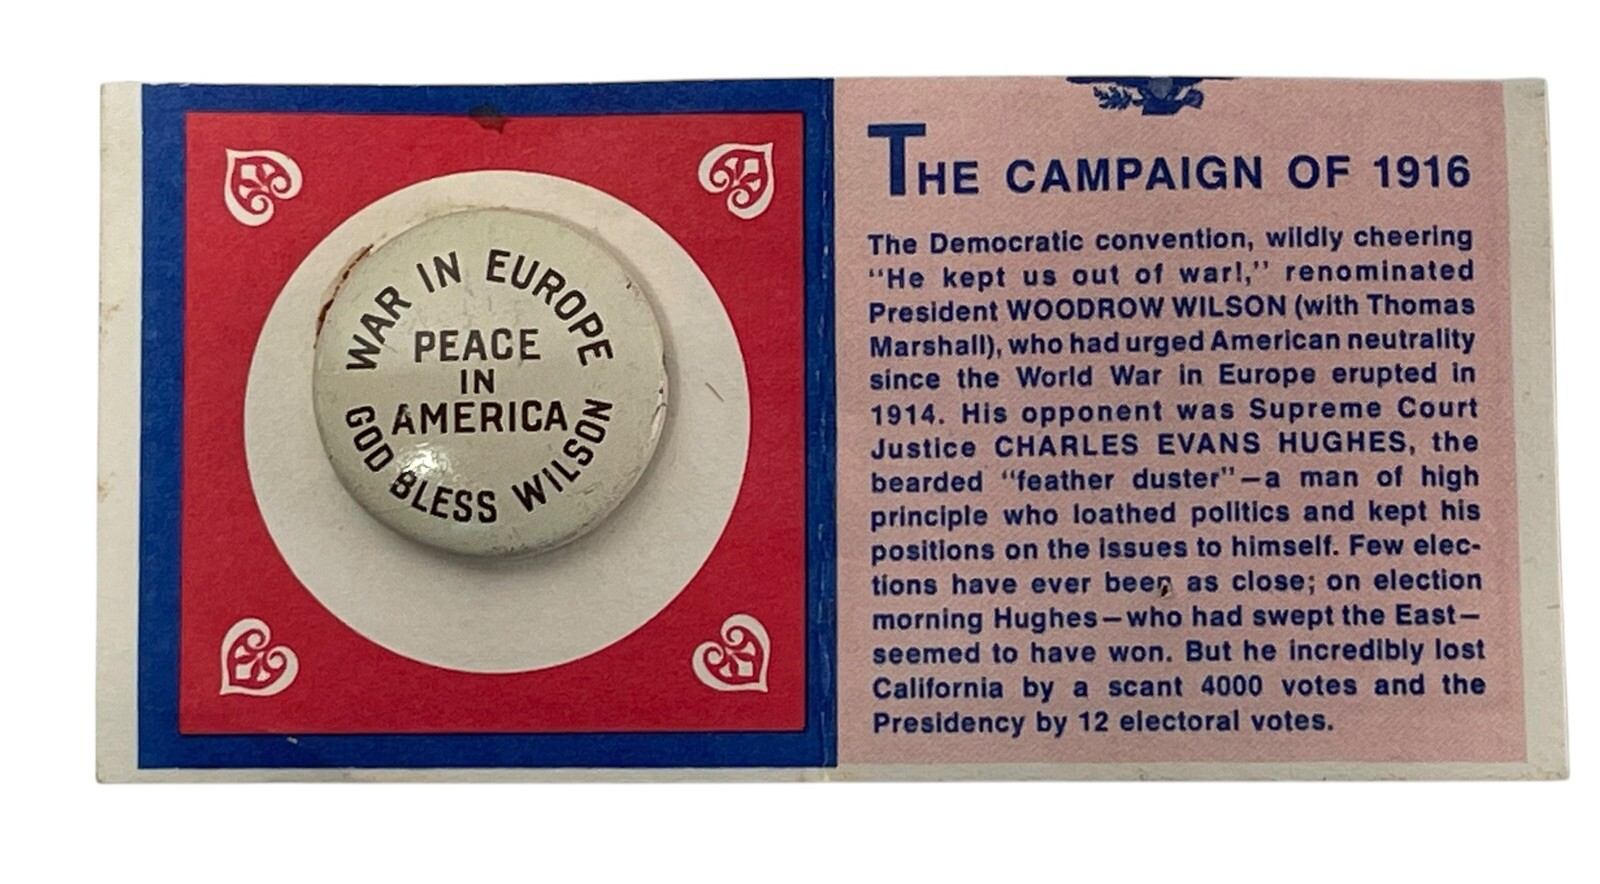 WAR IN EUROPE
PEACE
IN
AMERICA
GOD BLESS WILSON
THE CAMPAIGN OF 1916
The Democratic convention, wildly cheering
"He kept us out of war!," renominated
President WOODROW WILSON (with Thomas
Marshall), who had urged American neutrality
since the World War in Europe erupted in
1914. His opponent was Supreme Court
Justice CHARLES EVANS HUGHES, the
bearded "feather duster"—a man of high
principle who loathed politics and kept his
positions on the issues to himself. Few elec-
tions have ever been as close; on election
morning Hughes—who had swept the East—
seemed to have won. But he incredibly lost
California by a scant 4000 votes and the
Presidency by 12 electoral votes.